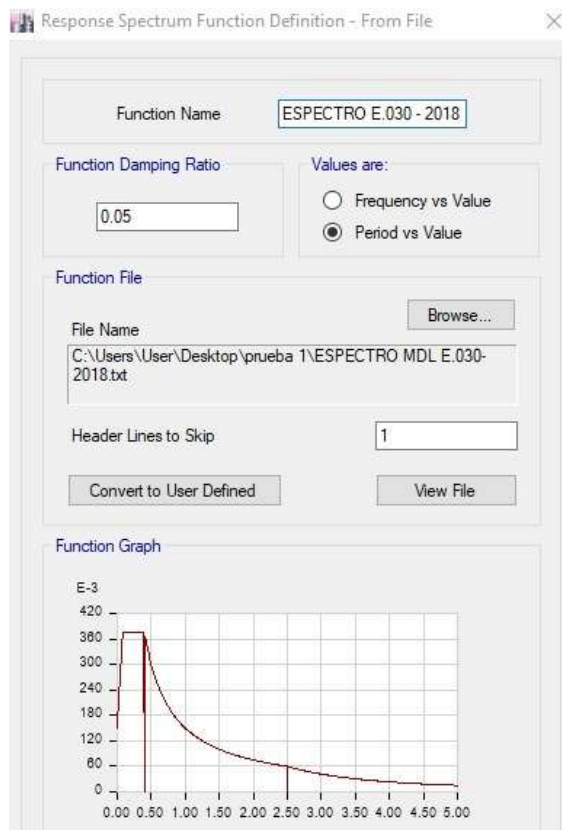 Response Spectrum Function Definition - From File
Function Name
ESPECTRO E.030 - 2018
Function Damping Ratio
0.05
Values are:
Frequency vs Value
Period vs Value
Function File
Browse...
File Name
C:\Users\User\Desktop\prueba 1\ESPECTRO MDL E.030-
2018.txt
Header Lines to Skip
1
Convert to User Defined
View File
Function Graph
E-3
420
360
300
240
180
120
60
0
0.00 0.50 1.00 1.50 2.00 2.50 3.00 3.50 4.00 4.50 5.00